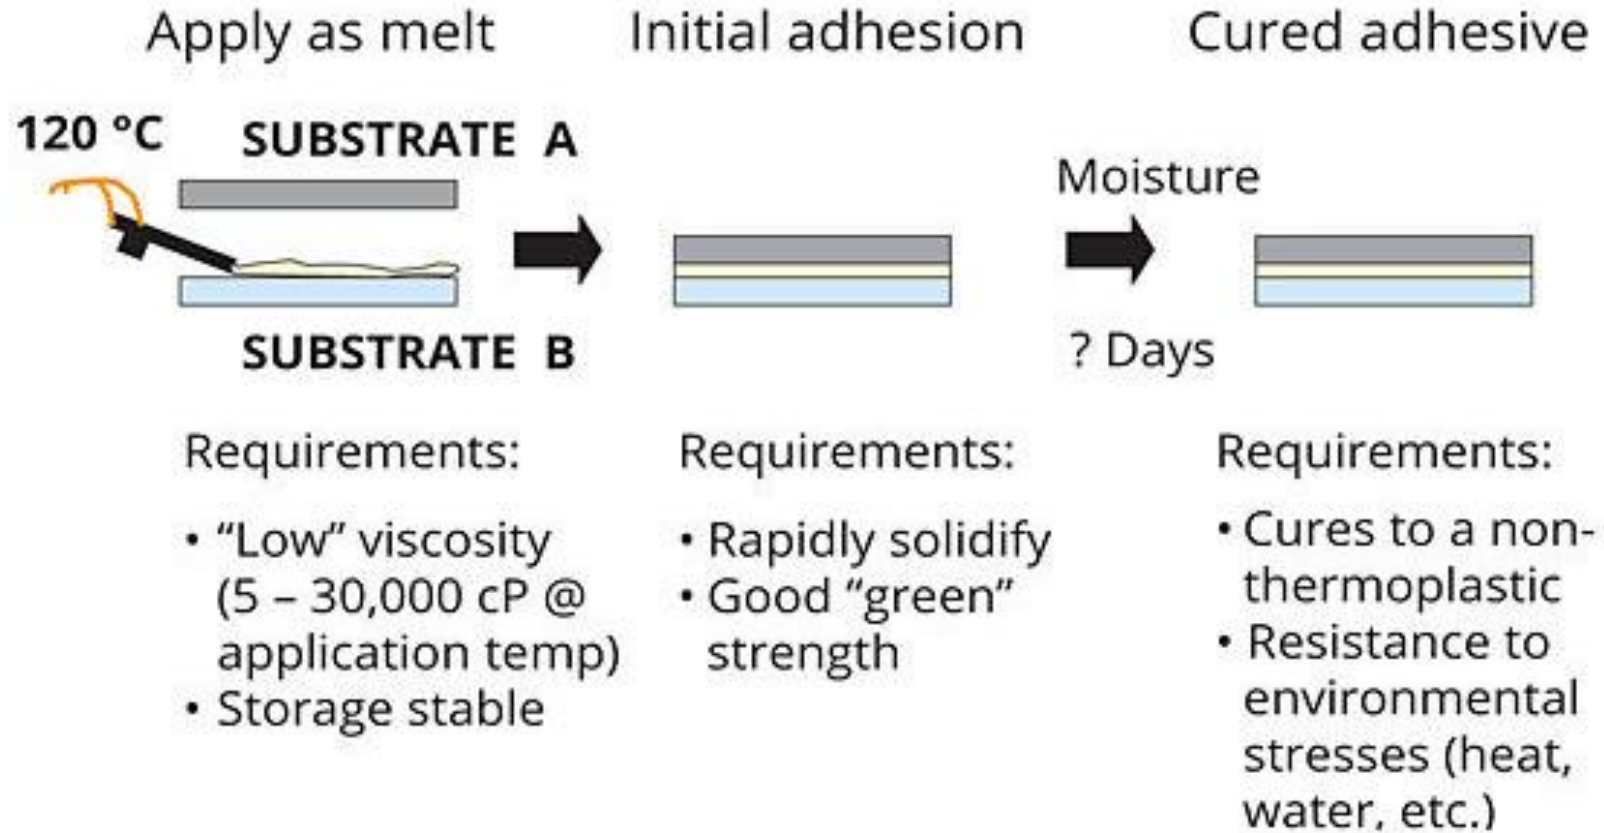 Apply as melt
Initial adhesion
Cured adhesive
120 °C
SUBSTRATE A
SUBSTRATE B
Moisture
? Days
Requirements:
• “Low” viscosity
(5 – 30,000 cP @
application temp)
• Storage stable
Requirements:
• Rapidly solidify
• Good “green”
strength
Requirements:
• Cures to a non-
thermoplastic
• Resistance to
environmental
stresses (heat,
water, etc.)